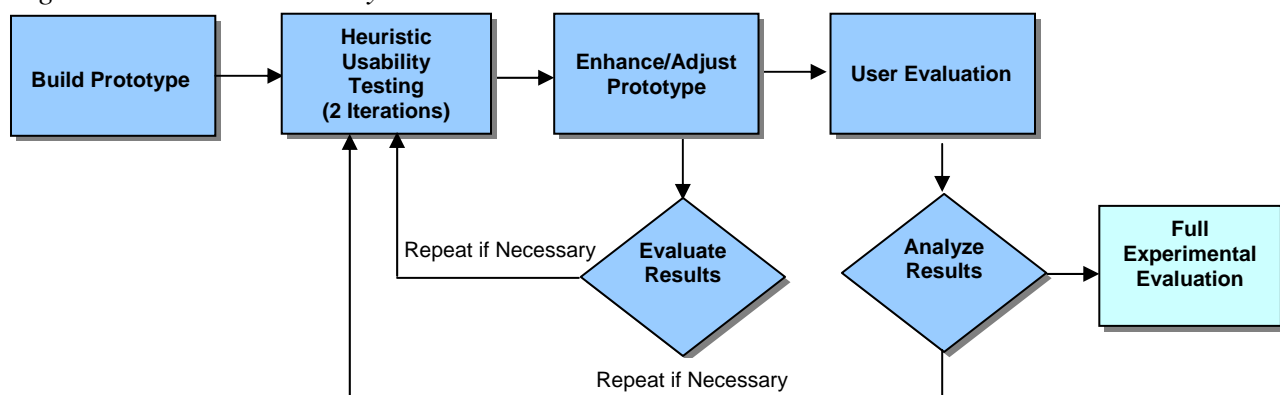 Build Prototype
Heuristic
Usability
Testing
(2 Iterations)
Enhance/Adjust
Prototype
User Evaluation
Repeat if Necessary
Evaluate
Results
Analyze
Results
Full
Experimental
Evaluation
Repeat if Necessary